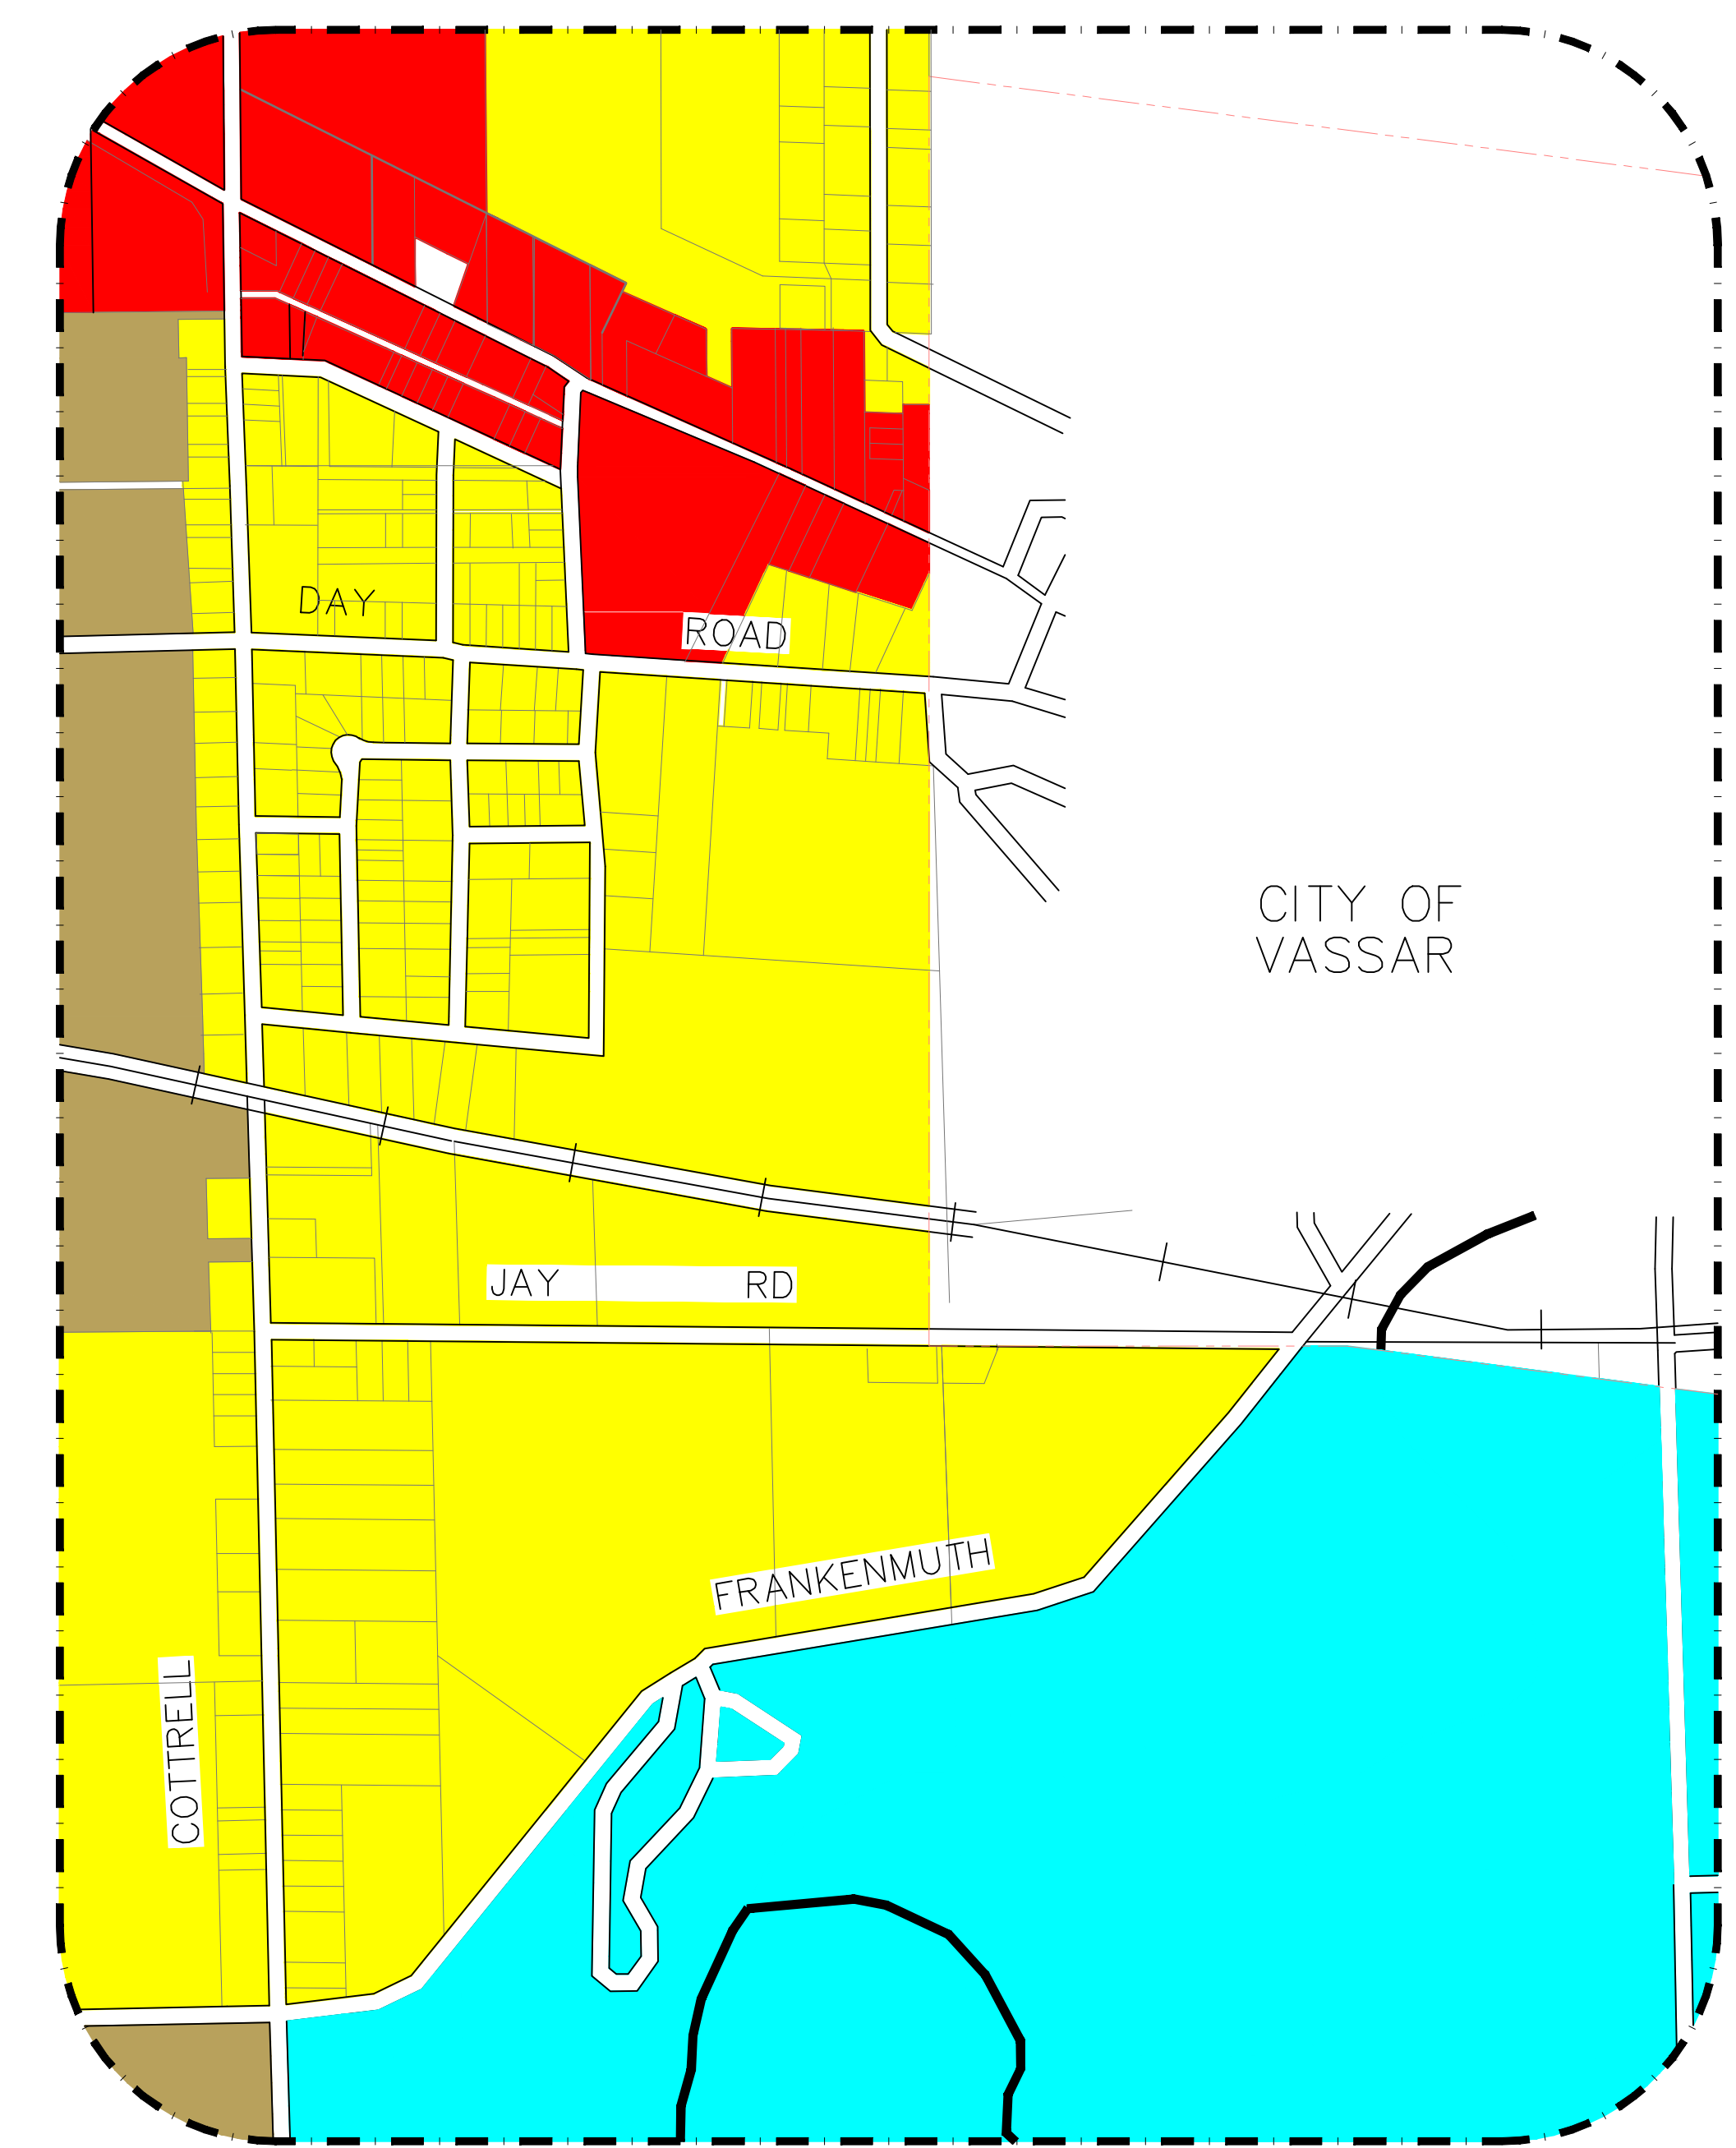 DAY
ROAD
CITY OF
VASSAR
JAY RD
FRANKENMUTH
COTTRELL